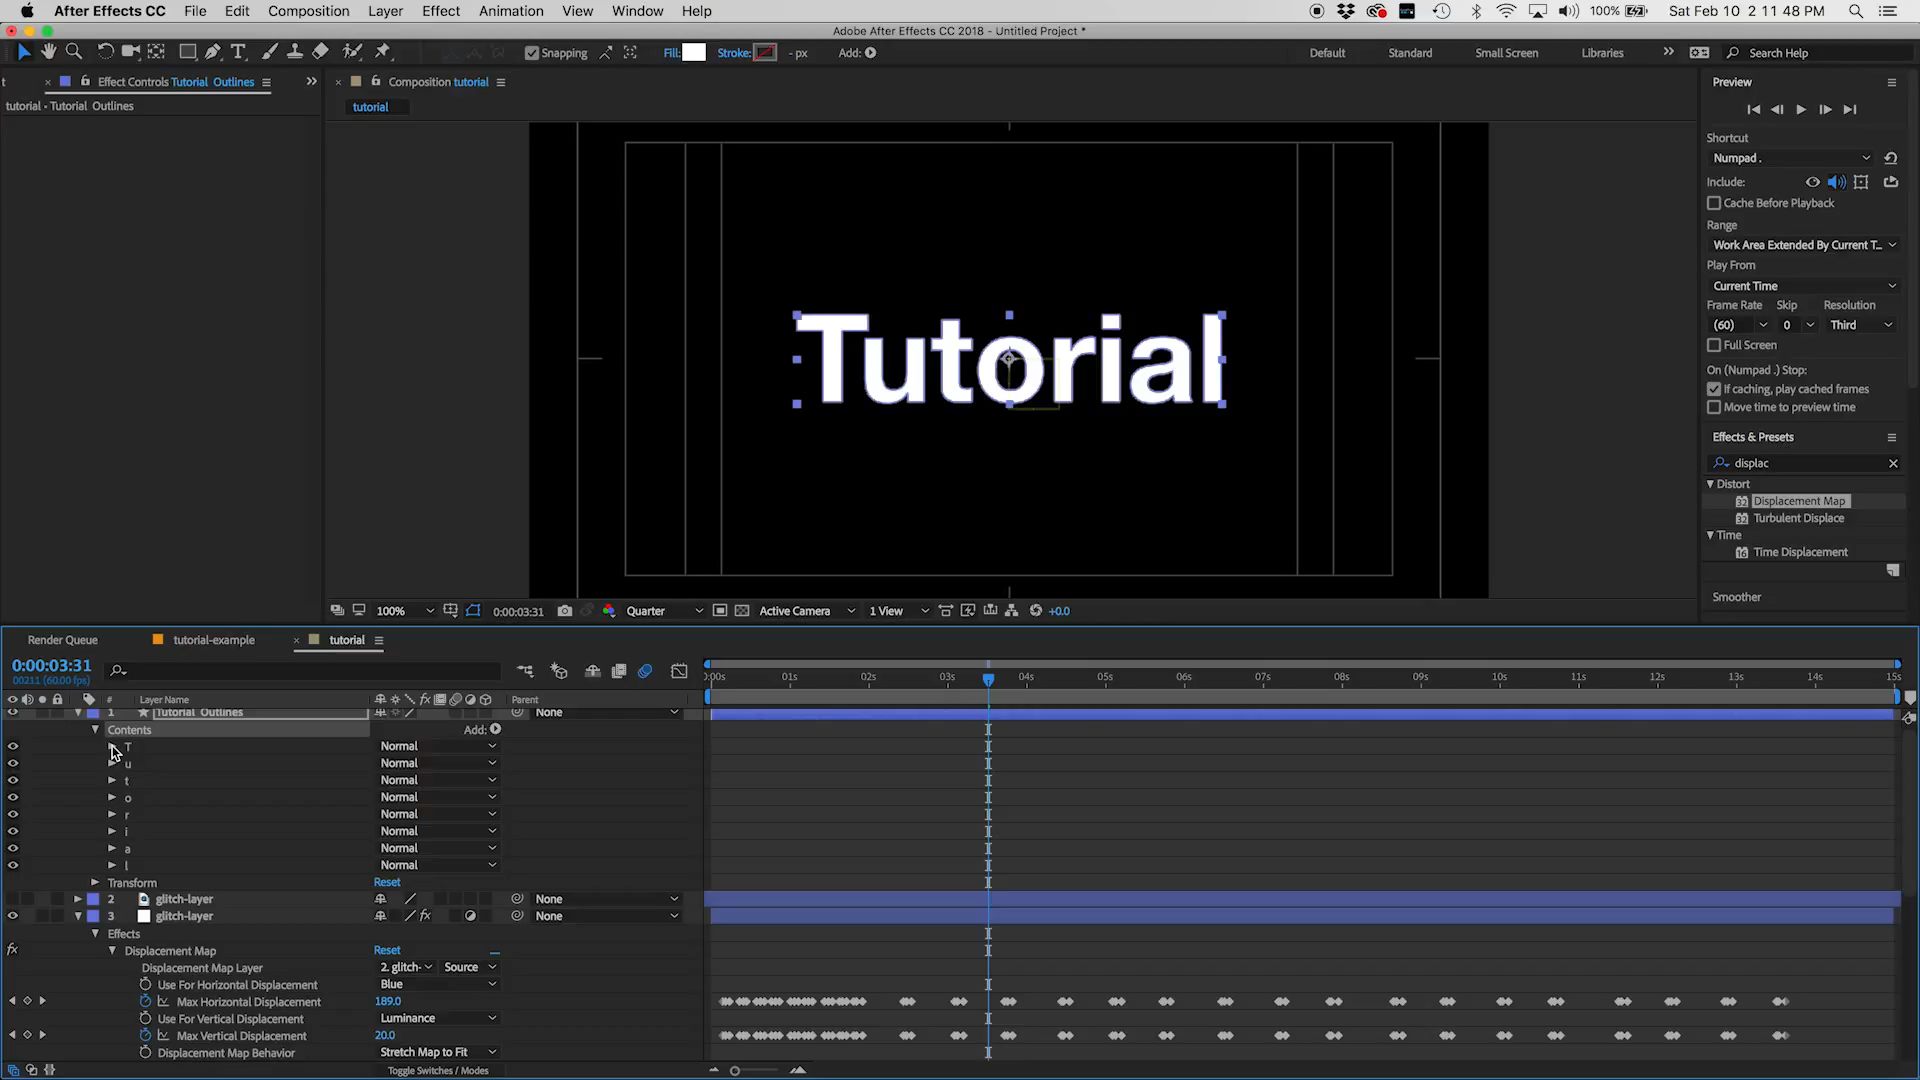 After Effects CC File Edit Composition Layer Effect Animation View Window Help 100% Sat Feb 10 2 11 48 PM
Adobe After Effects CC 2018 - Untitled Project *
Snapping Fill: Stroke: - px Add: Default Standard Small Screen Libraries Search Help
t Effect Controls Tutorial Outlines Composition tutorial Preview
tutorial • Tutorial Outlines tutorial
Shortcut
Numpad .
Include:
Cache Before Playback
Range
Work Area Extended By Current T...
Play From
Current Time
Frame Rate Skip Resolution
(60) 0 Third
Full Screen
On (Numpad .) Stop:
If caching, play cached frames
Move time to preview time
Tutorial
Effects & Presets
displac
Distort
32 Displacement Map
32 Turbulent Displace
Time
16 Time Displacement
Smoother
100% 0:00:03:31 Quarter Active Camera 1 View +0.0
Render Queue tutorial-example tutorial
0:00:03:31
00211 (60.00 fps)
# Layer Name fx Parent
:00s 01s 02s 03s 04s 05s 06s 07s 08s 09s 10s 11s 12s 13s 14s 15s
1 Tutorial Outlines None
Contents Add:
T Normal
u Normal
t Normal
o Normal
r Normal
i Normal
a Normal
l Normal
Transform Reset
2 glitch-layer None
3 glitch-layer fx None
Effects
fx Displacement Map Reset ...
Displacement Map Layer 2. glitch- Source
Use For Horizontal Displacement Blue
Max Horizontal Displacement 189.0
Use For Vertical Displacement Luminance
Max Vertical Displacement 20.0
Displacement Map Behavior Stretch Map to Fit
Toggle Switches / Modes